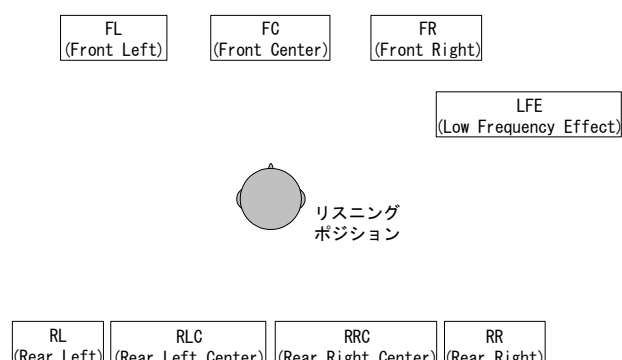 FL
(Front Left)
FC
(Front Center)
FR
(Front Right)
LFE
(Low Frequency Effect)
リスニング
ポジション
RL
(Rear Left)
RLC
(Rear Left Center)
RRC
(Rear Right Center)
RR
(Rear Right)